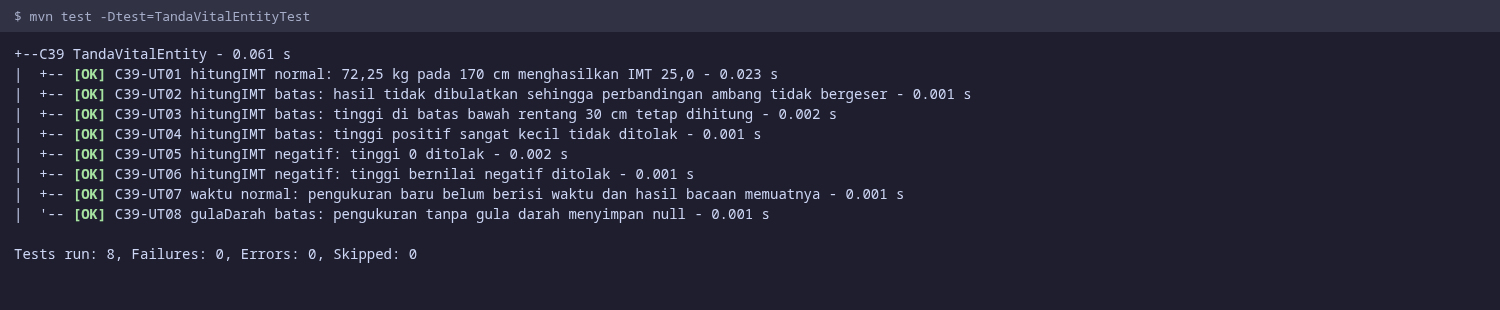 $ mvn test -Dtest=TandaVitalEntityTest
+--C39 TandaVitalEntity - 0.061 s
|  +-- [OK] C39-UT01 hitungIMT normal: 72,25 kg pada 170 cm menghasilkan IMT 25,0 - 0.023 s
|  +-- [OK] C39-UT02 hitungIMT batas: hasil tidak dibulatkan sehingga perbandingan ambang tidak bergeser - 0.001 s
|  +-- [OK] C39-UT03 hitungIMT batas: tinggi di batas bawah rentang 30 cm tetap dihitung - 0.002 s
|  +-- [OK] C39-UT04 hitungIMT batas: tinggi positif sangat kecil tidak ditolak - 0.001 s
|  +-- [OK] C39-UT05 hitungIMT negatif: tinggi 0 ditolak - 0.002 s
|  +-- [OK] C39-UT06 hitungIMT negatif: tinggi bernilai negatif ditolak - 0.001 s
|  +-- [OK] C39-UT07 waktu normal: pengukuran baru belum berisi waktu dan hasil bacaan memuatnya - 0.001 s
|  '-- [OK] C39-UT08 gulaDarah batas: pengukuran tanpa gula darah menyimpan null - 0.001 s
Tests run: 8, Failures: 0, Errors: 0, Skipped: 0